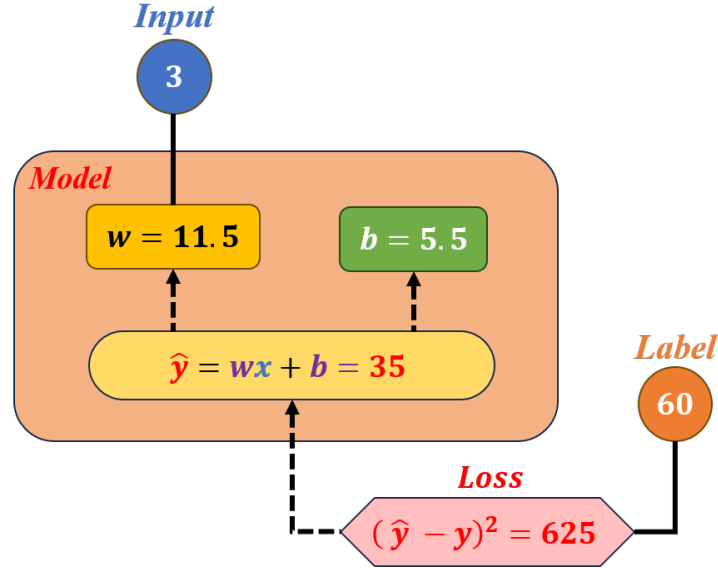 Input
3
Model
w = 11.5
b = 5.5
ŷ = wx + b = 35
Label
60
Loss
( ŷ − y)² = 625